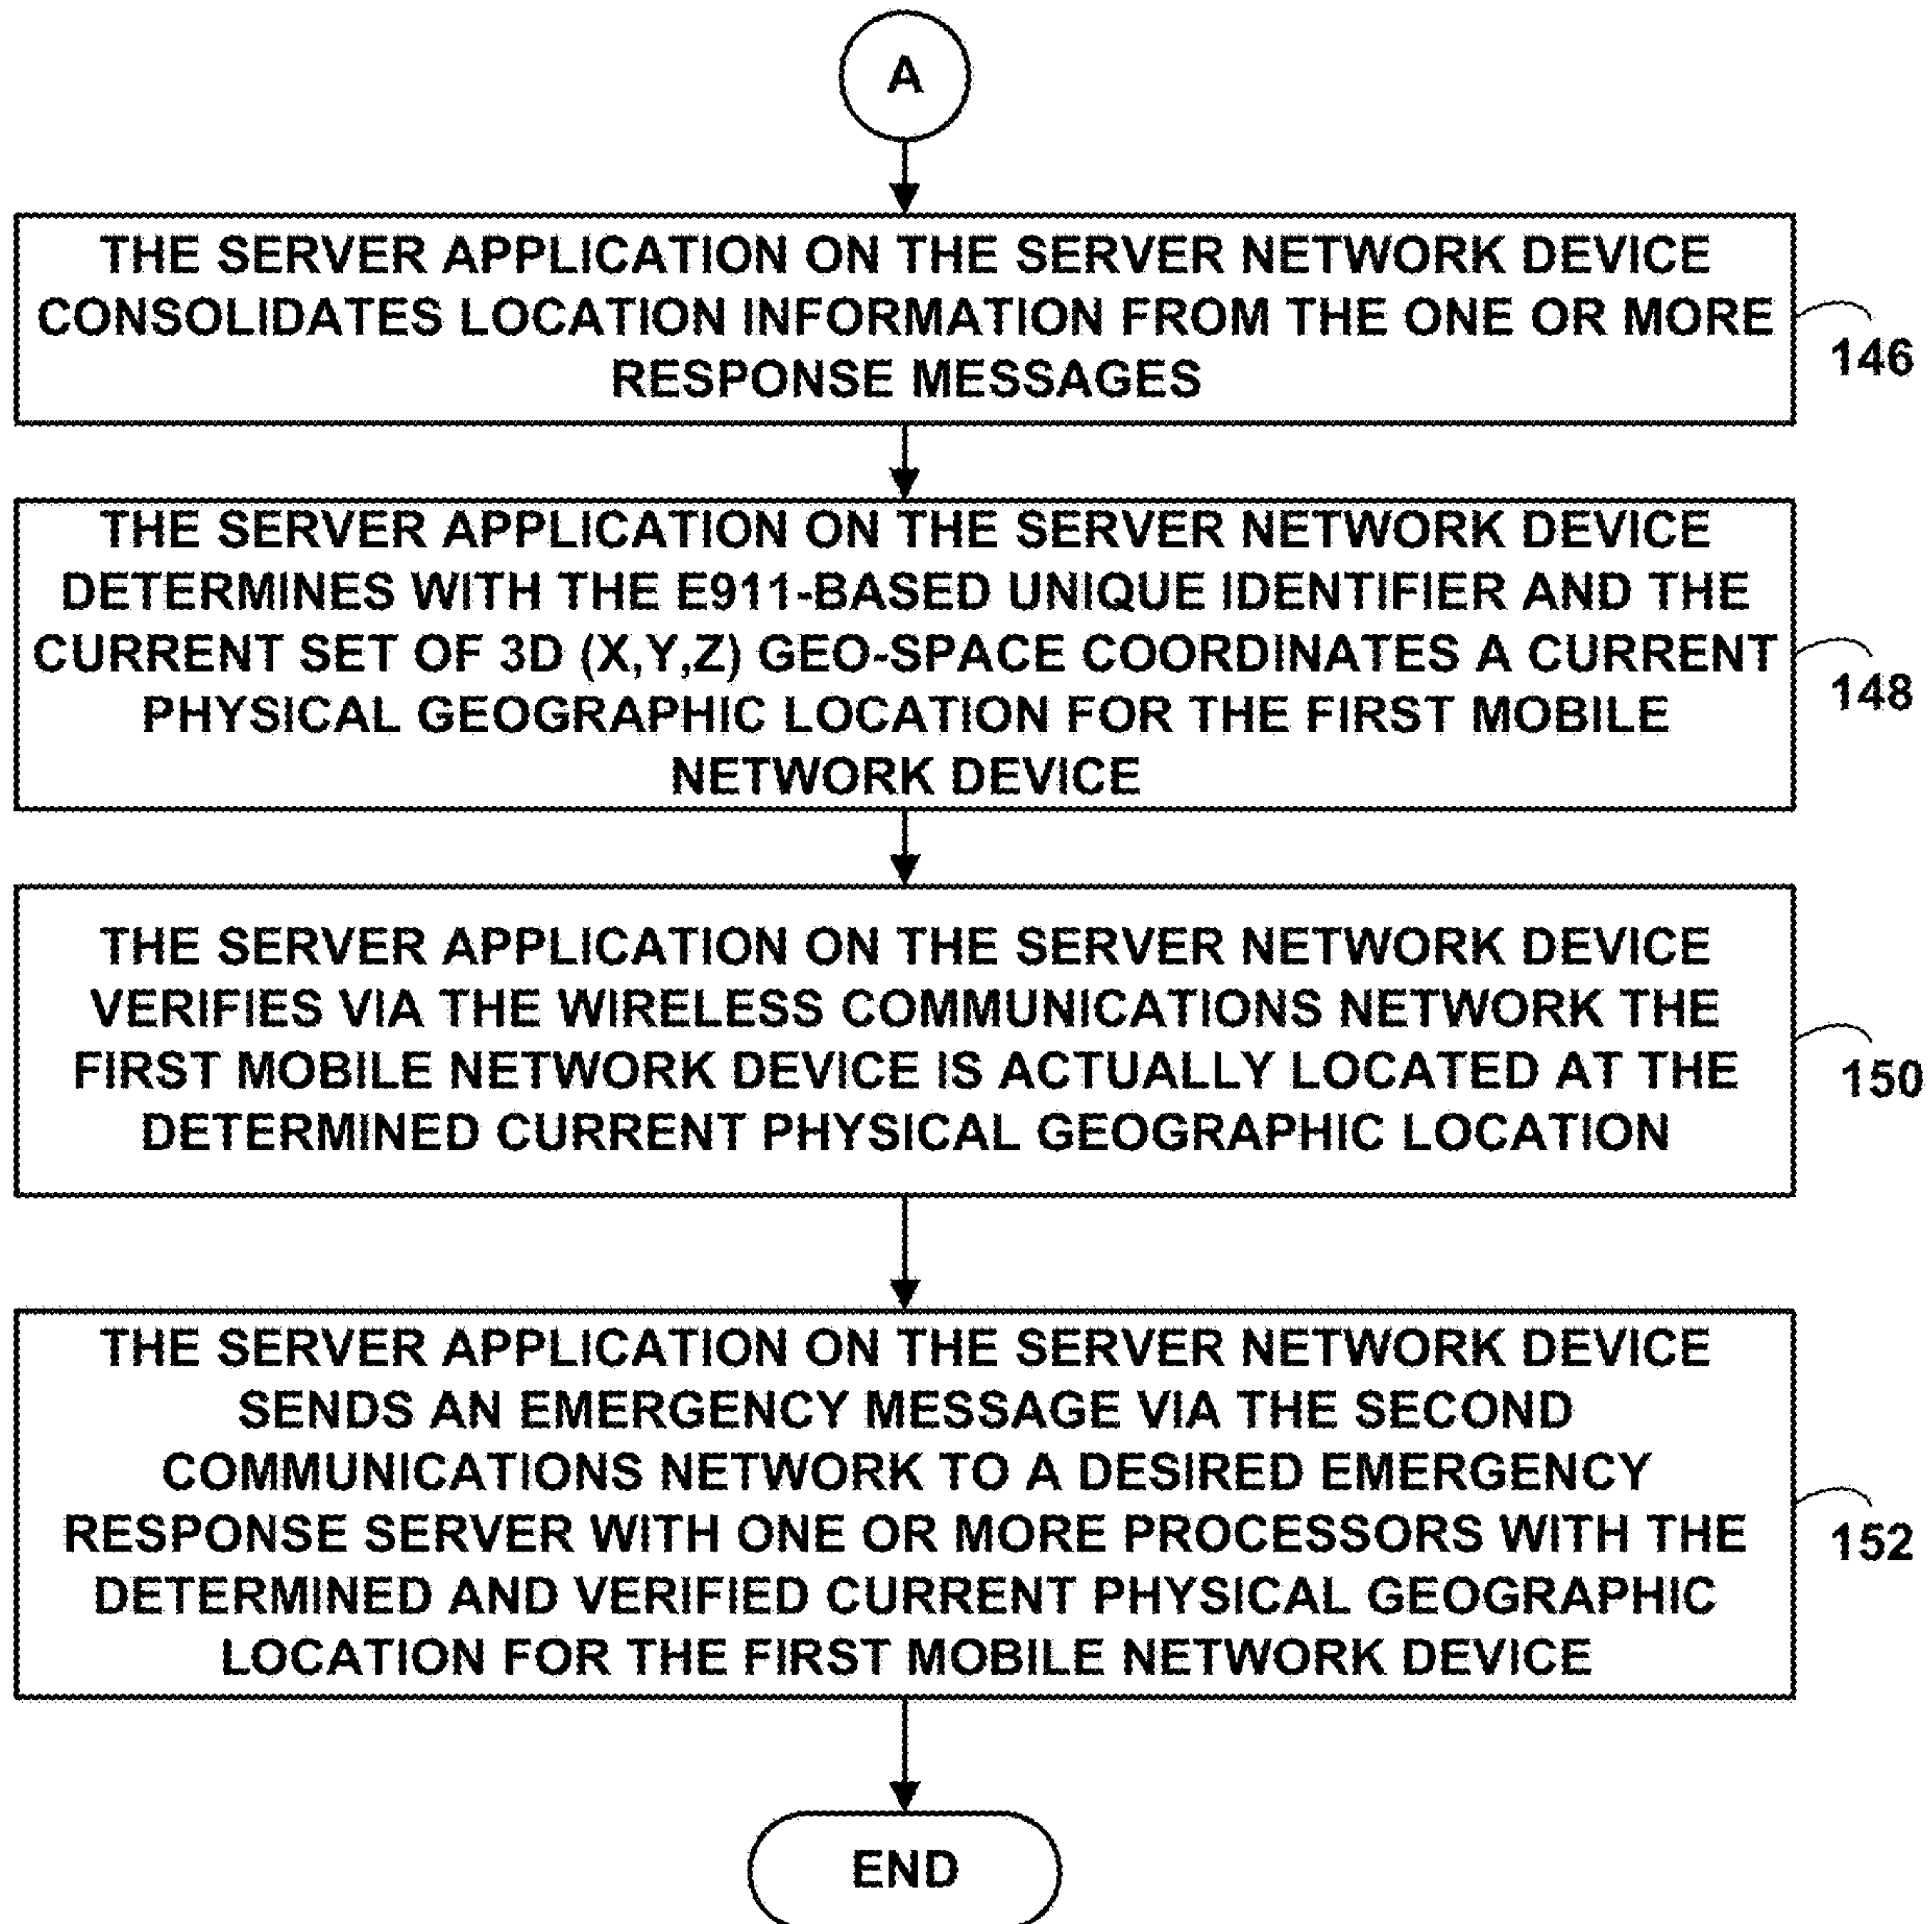 A
THE SERVER APPLICATION ON THE SERVER NETWORK DEVICE
CONSOLIDATES LOCATION INFORMATION FROM THE ONE OR MORE
RESPONSE MESSAGES
146
THE SERVER APPLICATION ON THE SERVER NETWORK DEVICE
DETERMINES WITH THE E911-BASED UNIQUE IDENTIFIER AND THE
CURRENT SET OF 3D (X,Y,Z) GEO-SPACE COORDINATES A CURRENT
PHYSICAL GEOGRAPHIC LOCATION FOR THE FIRST MOBILE
NETWORK DEVICE
148
THE SERVER APPLICATION ON THE SERVER NETWORK DEVICE
VERIFIES VIA THE WIRELESS COMMUNICATIONS NETWORK THE
FIRST MOBILE NETWORK DEVICE IS ACTUALLY LOCATED AT THE
DETERMINED CURRENT PHYSICAL GEOGRAPHIC LOCATION
150
THE SERVER APPLICATION ON THE SERVER NETWORK DEVICE
SENDS AN EMERGENCY MESSAGE VIA THE SECOND
COMMUNICATIONS NETWORK TO A DESIRED EMERGENCY
RESPONSE SERVER WITH ONE OR MORE PROCESSORS WITH THE
DETERMINED AND VERIFIED CURRENT PHYSICAL GEOGRAPHIC
LOCATION FOR THE FIRST MOBILE NETWORK DEVICE
152
END